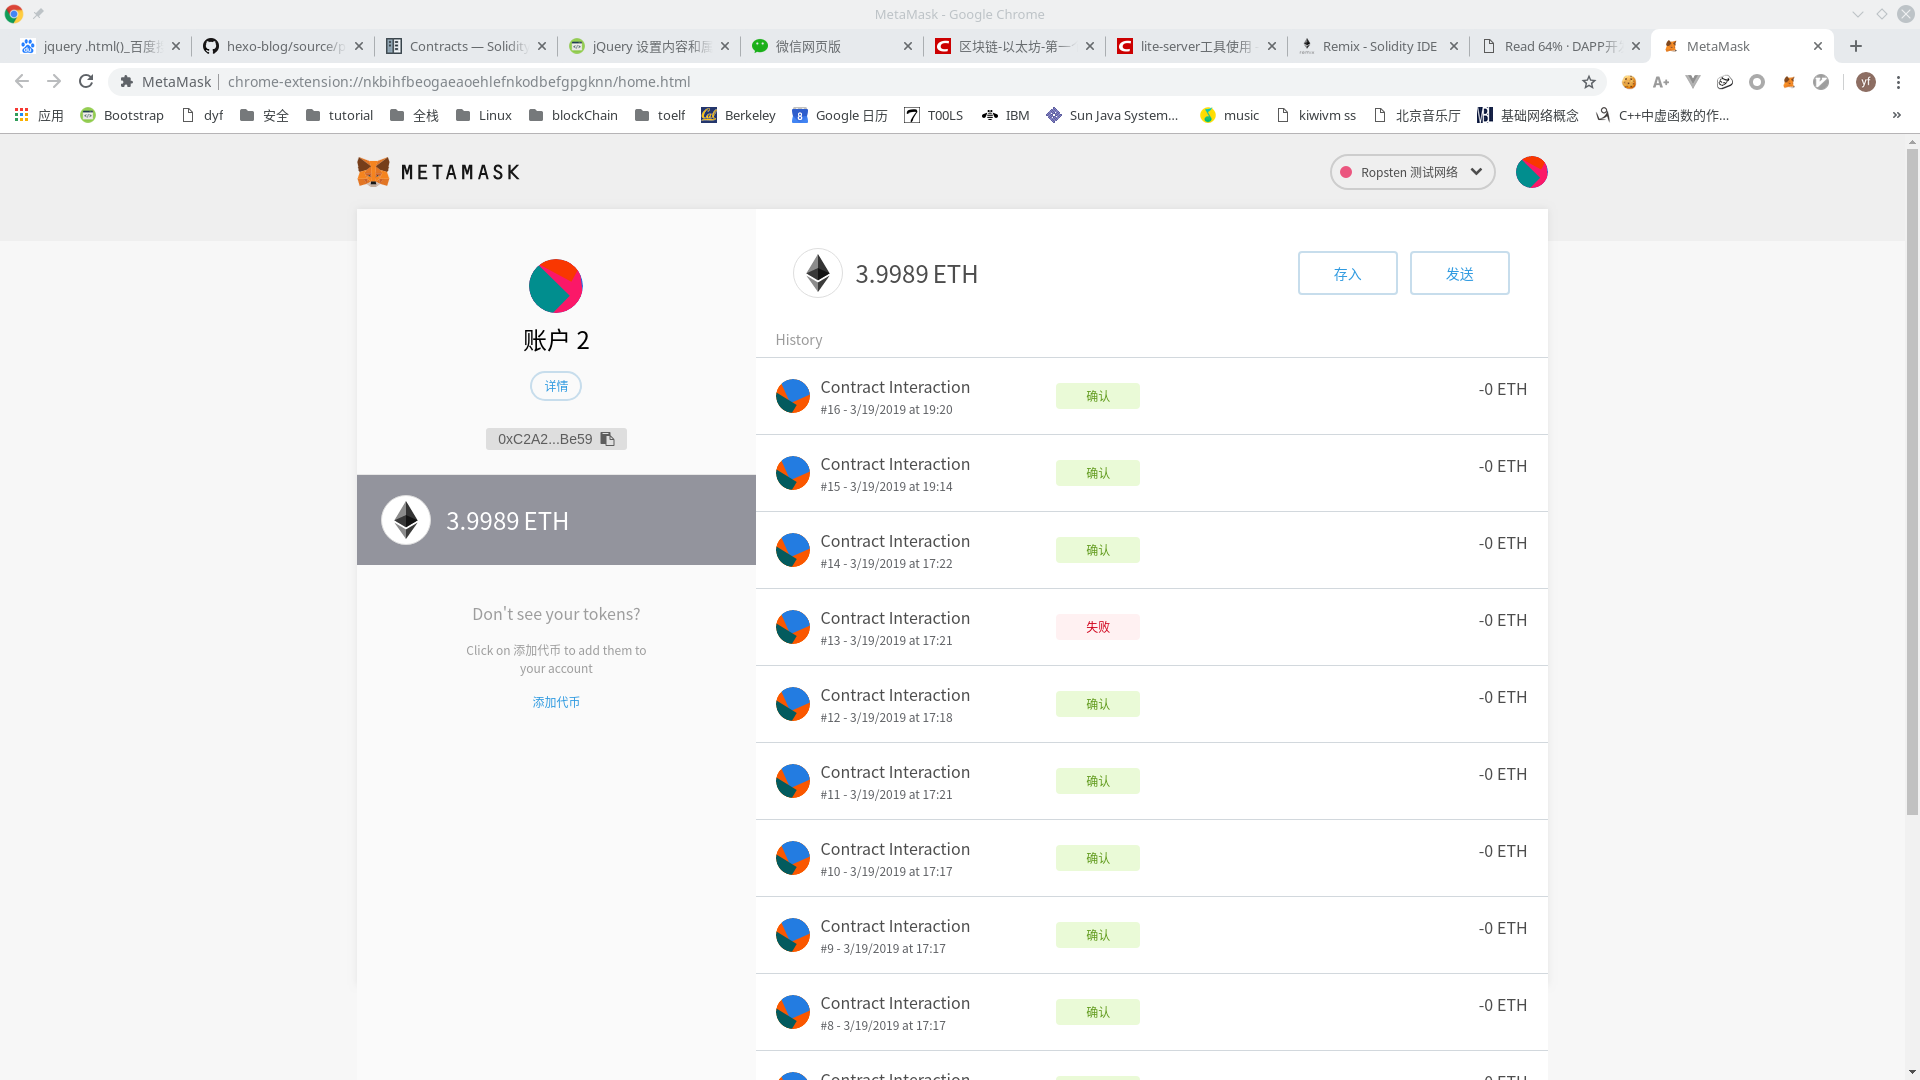 MetaMask - Google Chrome
jquery .html()_百度
hexo-blog/source/p
Contracts — Solidity
jQuery 设置内容和属
微信网页版
区块链-以太坊-第一
lite-server工具使用
Remix - Solidity IDE
Read 64% · DAPP开
MetaMask
MetaMask
chrome-extension://nkbihfbeogaeaoehlefnkodbefgpgknn/home.html
A+
yf
应用
Bootstrap
dyf
安全
tutorial
全栈
Linux
blockChain
toelf
Berkeley
Google 日历
T00LS
IBM
Sun Java System...
music
kiwivm ss
北京音乐厅
基础网络概念
C++中虚函数的作...
»
METAMASK
Ropsten 测试网络
账户 2
详情
0xC2A2...Be59
3.9989 ETH
Don't see your tokens?
Click on 添加代币 to add them to
your account
添加代币
3.9989 ETH
存入
发送
History
Contract Interaction
#16 - 3/19/2019 at 19:20
确认
-0 ETH
Contract Interaction
#15 - 3/19/2019 at 19:14
确认
-0 ETH
Contract Interaction
#14 - 3/19/2019 at 17:22
确认
-0 ETH
Contract Interaction
#13 - 3/19/2019 at 17:21
失败
-0 ETH
Contract Interaction
#12 - 3/19/2019 at 17:18
确认
-0 ETH
Contract Interaction
#11 - 3/19/2019 at 17:21
确认
-0 ETH
Contract Interaction
#10 - 3/19/2019 at 17:17
确认
-0 ETH
Contract Interaction
#9 - 3/19/2019 at 17:17
确认
-0 ETH
Contract Interaction
#8 - 3/19/2019 at 17:17
确认
-0 ETH
Contract Interaction
-0 ETH